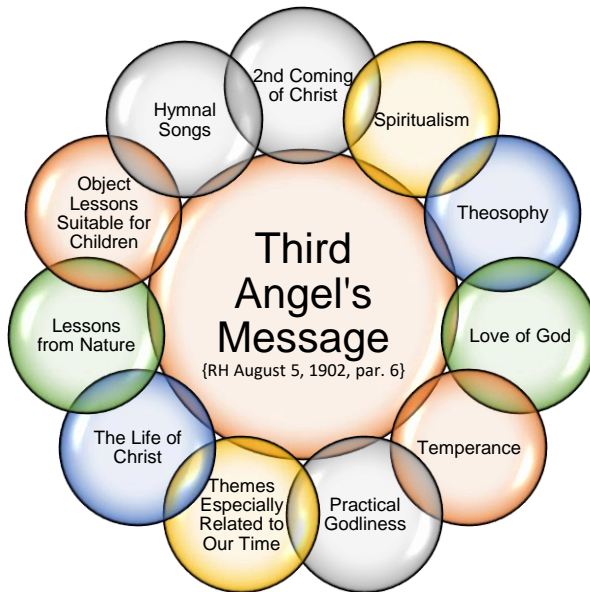 2nd Coming
of Christ
Spiritualism
Theosophy
Love of God
Temperance
Practical
Godliness
Themes
Especially
Related to
Our Time
The Life of
Christ
Lessons
from Nature
Object
Lessons
Suitable for
Children
Hymnal
Songs
Third
Angel's
Message
{RH August 5, 1902, par. 6}